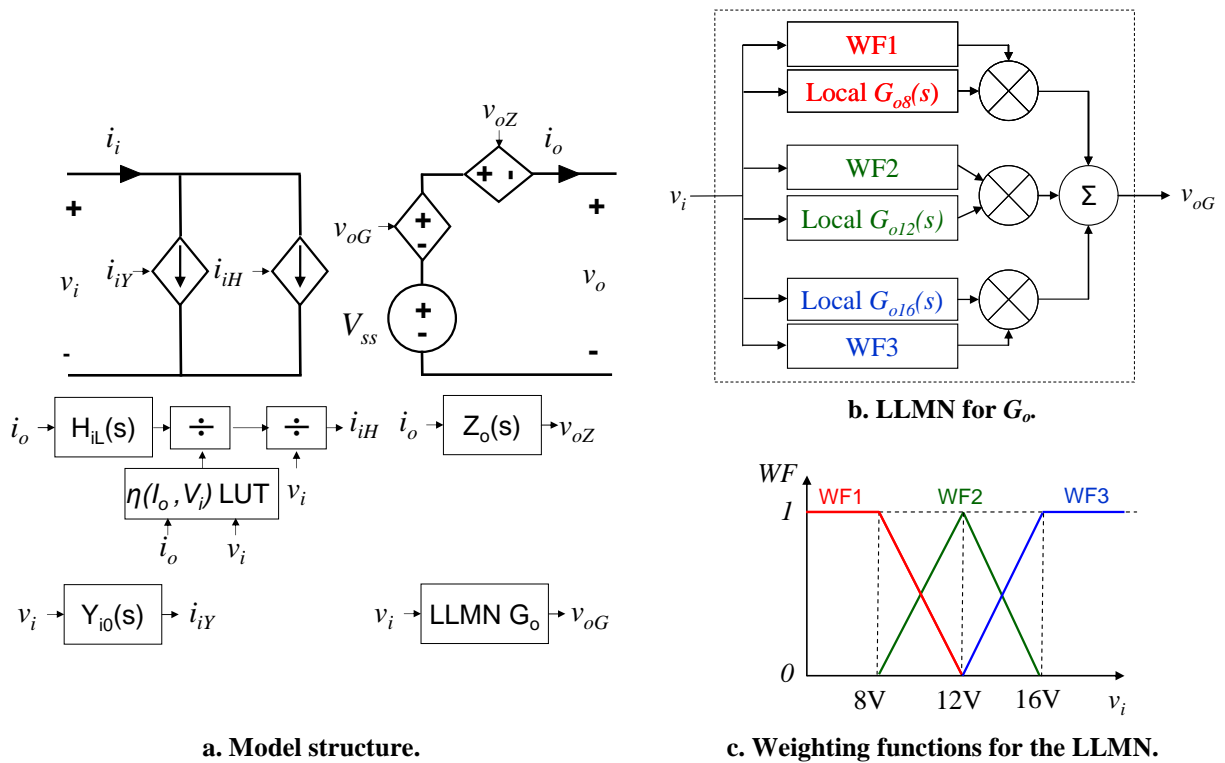 i_i
+
v_i
-
i_iY
i_iH
v_oZ
i_o
+ -
v_oG
+
-
V_ss
+
-
+
v_o
-
i_o
H_iL(s)
÷
÷
i_iH
η(I_o, V_i) LUT
v_i
i_o
v_i
i_o
Z_o(s)
v_oZ
v_i
Y_i0(s)
i_iY
v_i
LLMN G_o
v_oG
a. Model structure.
v_i
WF1
Local G_o8(s)
WF2
Local G_o12(s)
Local G_o16(s)
WF3
Σ
v_oG
b. LLMN for G_o.
WF
WF1
WF2
WF3
1
0
8V
12V
16V
v_i
c. Weighting functions for the LLMN.